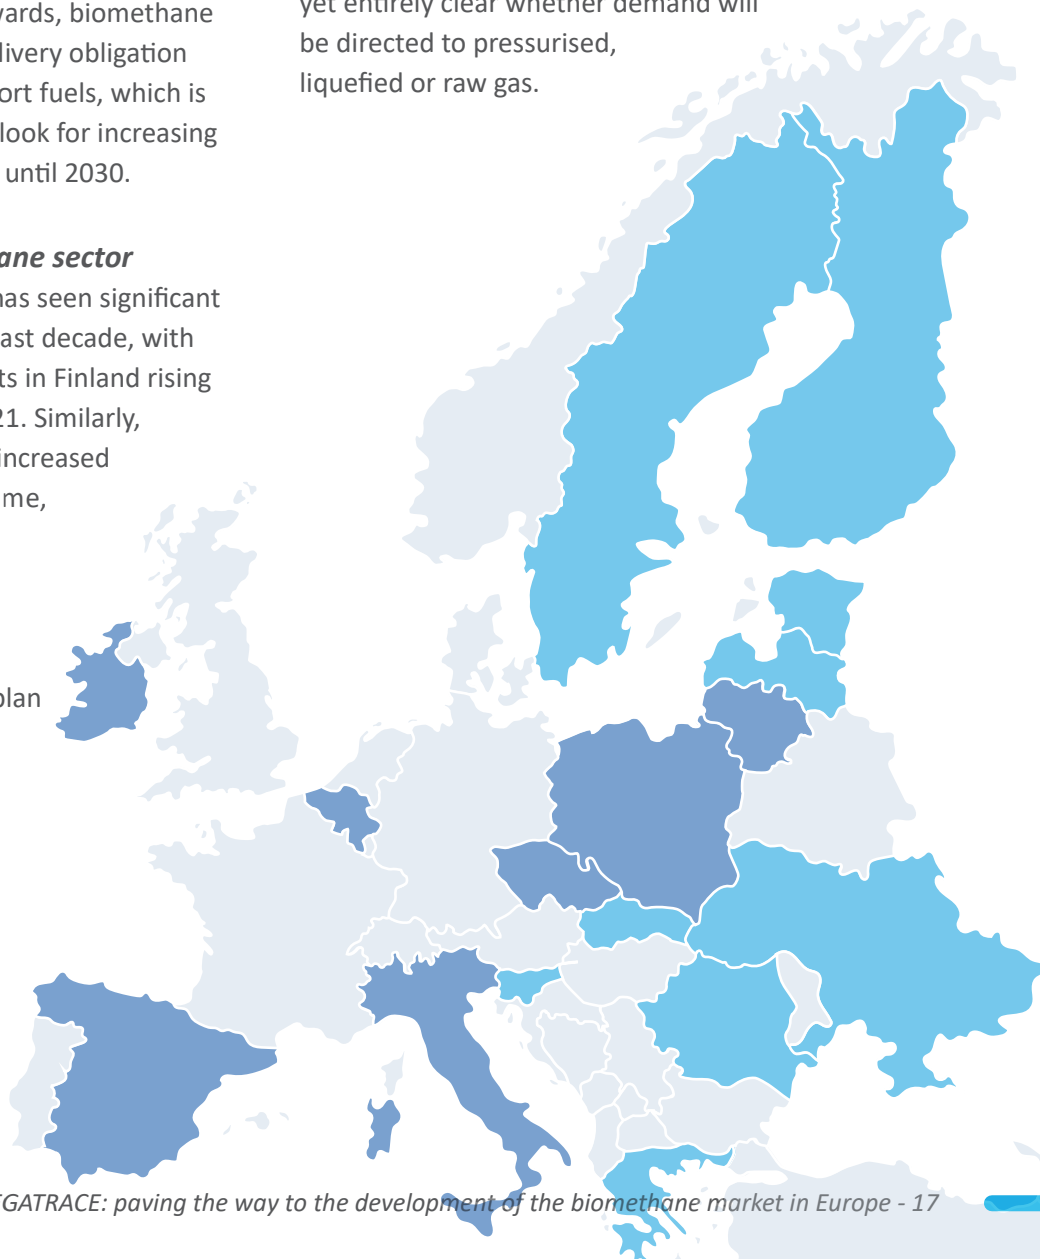 biomethane
livery obligation
ort fuels, which is
look for increasing
until 2030.
ane sector
has seen significant
ast decade, with
ts in Finland rising
21. Similarly,
increased
me,
plan
yet entirely clear whether demand will
be directed to pressurised,
liquefied or raw gas.
GATRACE: paving the way to the development of the biomethane market in Europe - 17